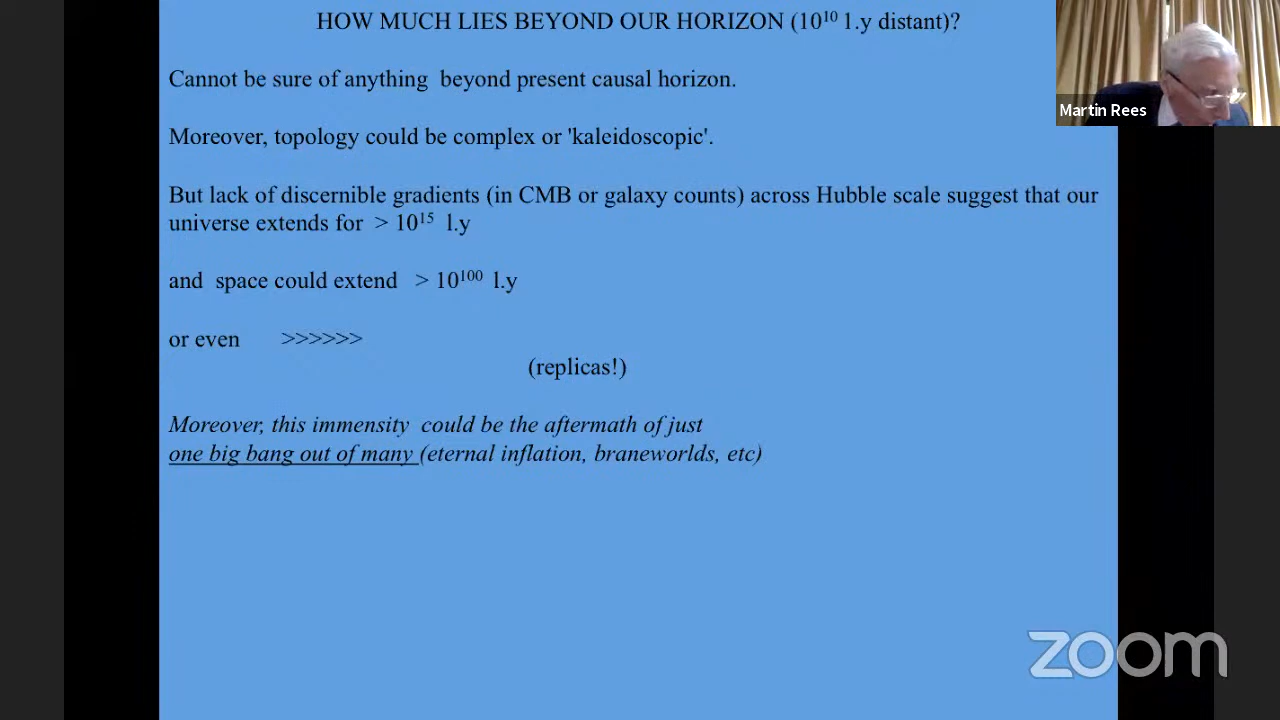 HOW MUCH LIES BEYOND OUR HORIZON (10¹⁰ l.y distant)?
Martin Rees
Cannot be sure of anything  beyond present causal horizon.
Moreover, topology could be complex or 'kaleidoscopic'.
But lack of discernible gradients (in CMB or galaxy counts) across Hubble scale suggest that our
universe extends for  > 10¹⁵  l.y
and  space could extend   > 10¹⁰⁰  l.y
or even      >>>>>>
(replicas!)
Moreover, this immensity  could be the aftermath of just
one big bang out of many (eternal inflation, braneworlds, etc)
zoom